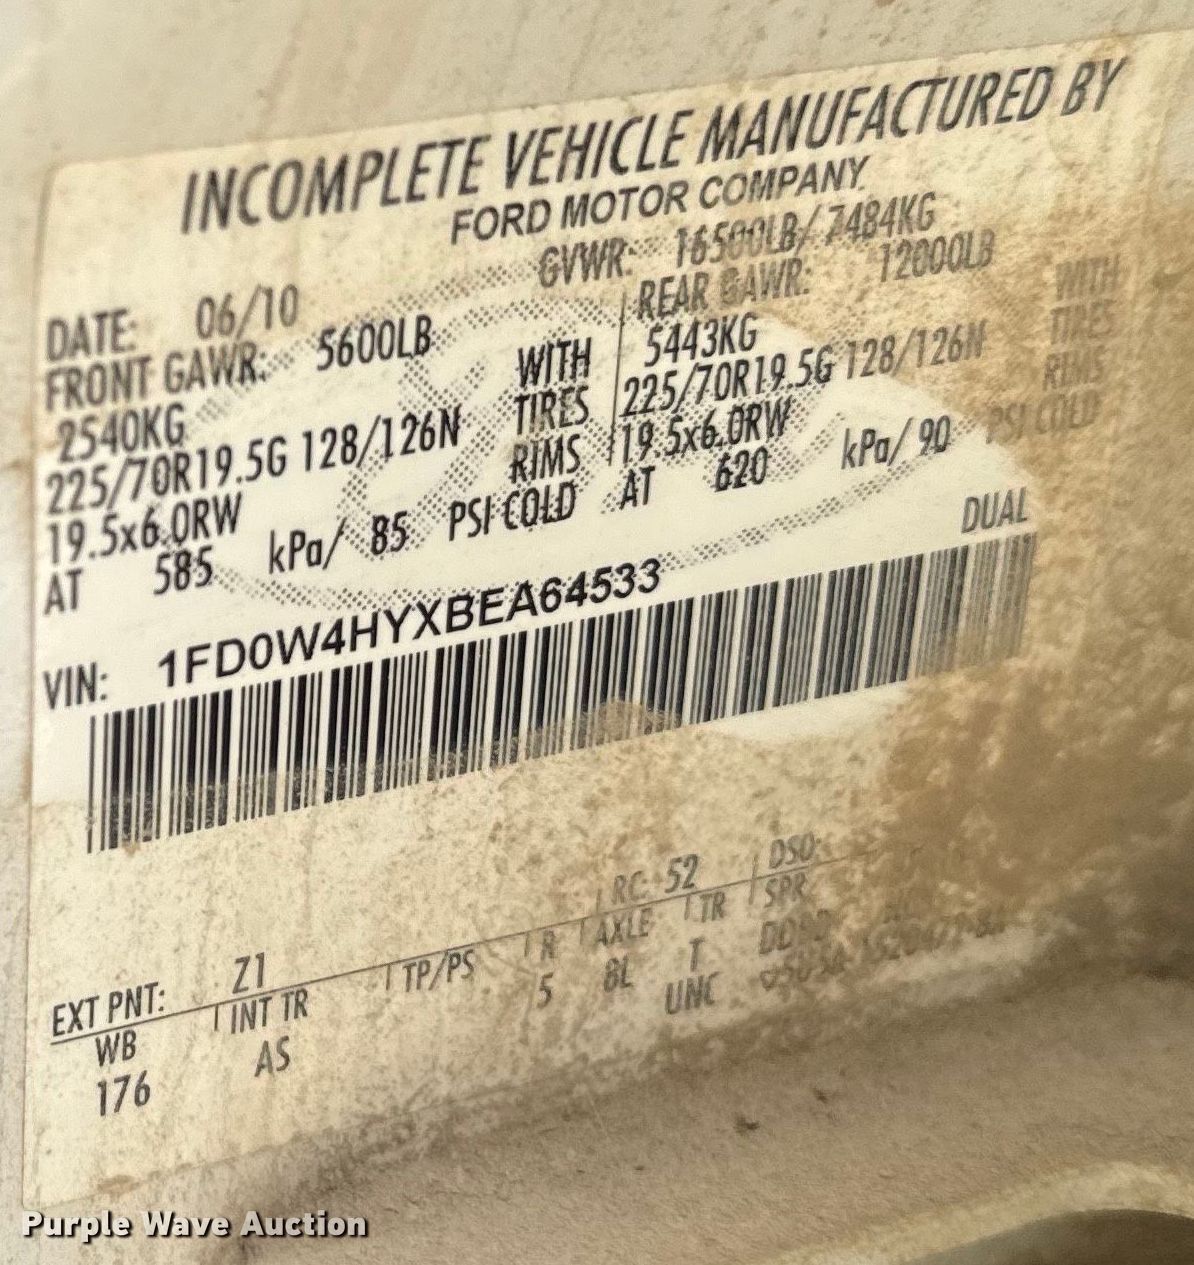 INCOMPLETE VEHICLE MANUFACTURED BY
FORD MOTOR COMPANY
DATE: 06/10 GVWR: 16500LB/ 7484KG
FRONT GAWR: 5600LB REAR GAWR: 12000LB
2540KG WITH 5443KG WITH
225/70R19.5G 128/126N TIRES 225/70R19.5G 128/126N TIRES
19.5x6.0RW RIMS 19.5x6.0RW RIMS
AT 585 kPa/ 85 PSI COLD AT 620 kPa/ 90 PSI COLD
VIN: 1FD0W4HYXBEA64533 DUAL
EXT PNT: Z1 RC: 52 DSO:
WB INT TR TP/PS R AXLE TR SPR
176 AS 5 8L T
UNC
Purple Wave Auction